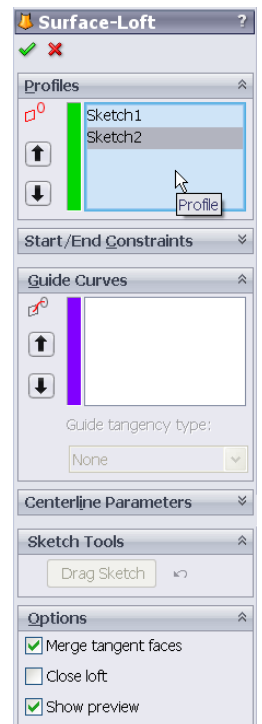 Surface-Loft ?
Profiles
Sketch1
Sketch2
Profile
Start/End Constraints
Guide Curves
Guide tangency type:
None
Centerline Parameters
Sketch Tools
Drag Sketch
Options
Merge tangent faces
Close loft
Show preview